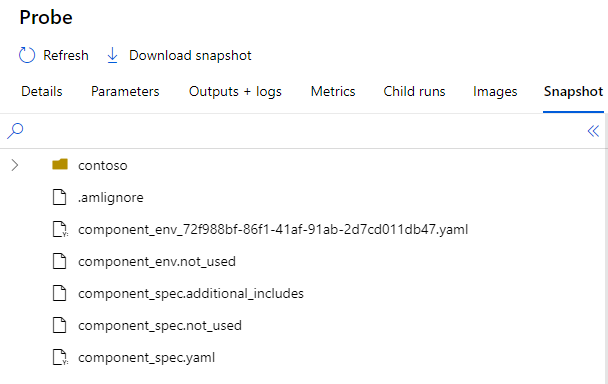 Probe
Refresh Download snapshot
Details Parameters Outputs + logs Metrics Child runs Images Snapshot
contoso
.amlignore
component_env_72f988bf-86f1-41af-91ab-2d7cd011db47.yaml
component_env.not_used
component_spec.additional_includes
component_spec.not_used
component_spec.yaml